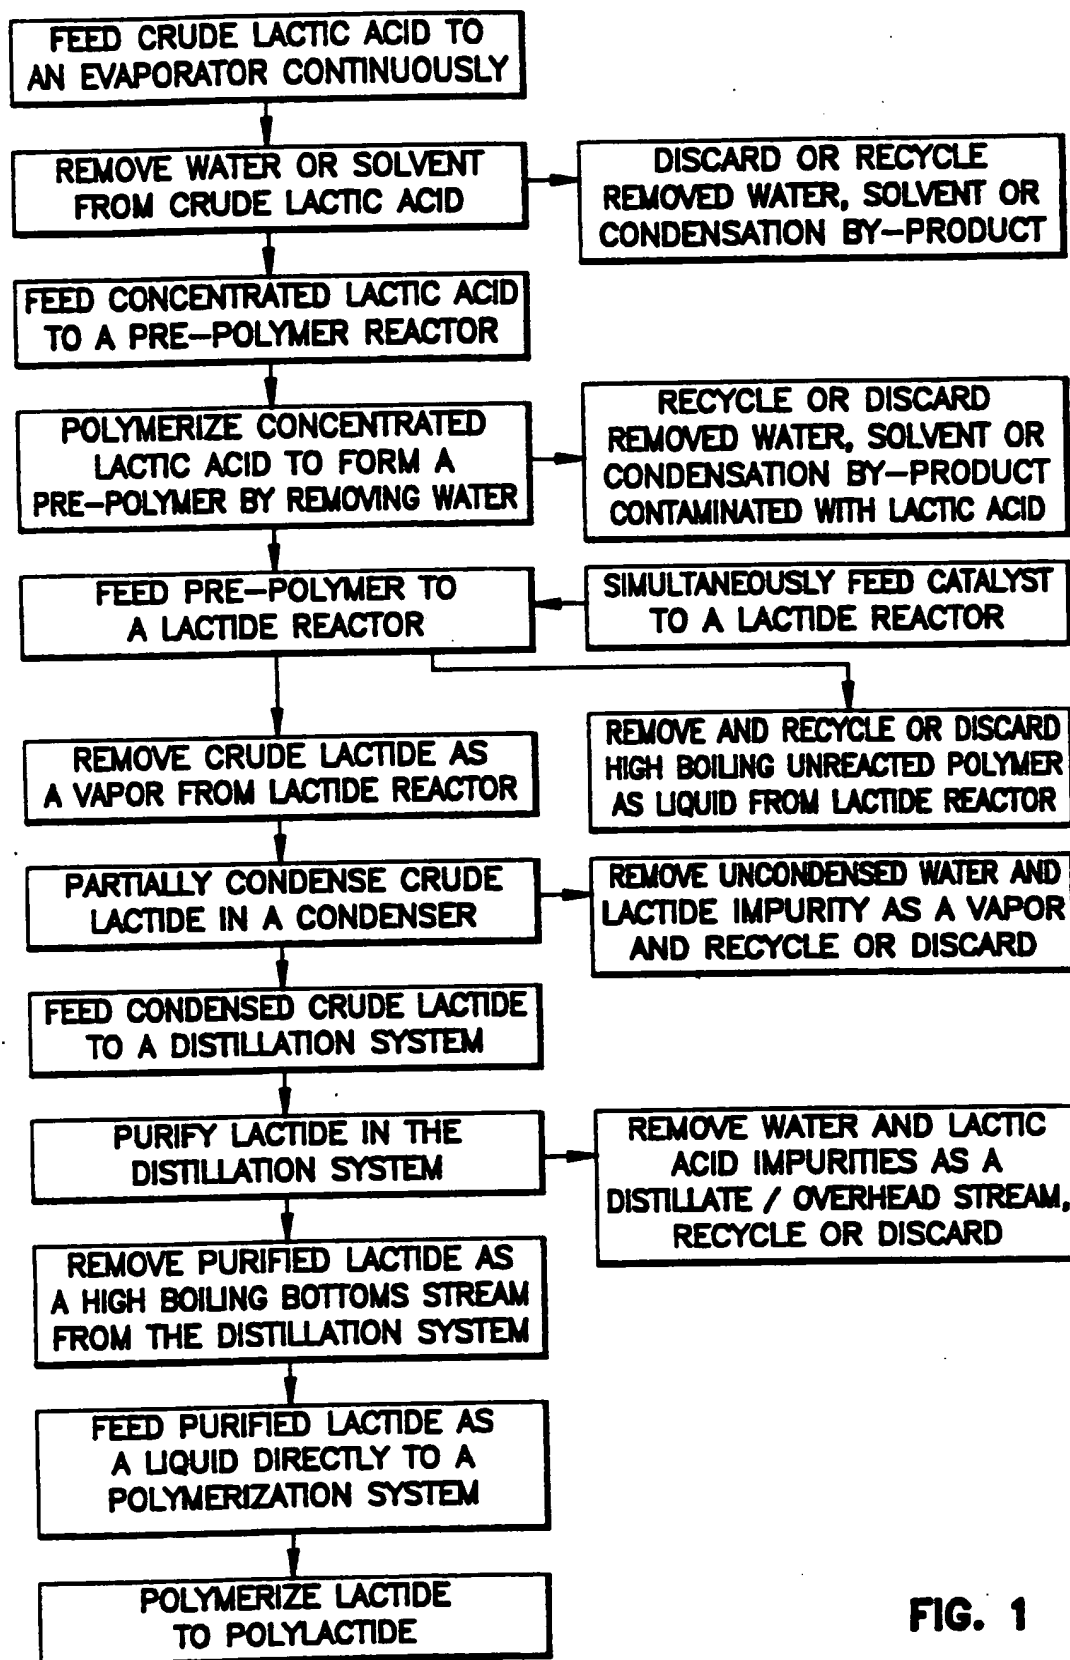 FEED CRUDE LACTIC ACID TO
AN EVAPORATOR CONTINUOUSLY
REMOVE WATER OR SOLVENT
FROM CRUDE LACTIC ACID
DISCARD OR RECYCLE
REMOVED WATER, SOLVENT OR
CONDENSATION BY-PRODUCT
FEED CONCENTRATED LACTIC ACID
TO A PRE-POLYMER REACTOR
POLYMERIZE CONCENTRATED
LACTIC ACID TO FORM A
PRE-POLYMER BY REMOVING WATER
RECYCLE OR DISCARD
REMOVED WATER, SOLVENT OR
CONDENSATION BY-PRODUCT
CONTAMINATED WITH LACTIC ACID
FEED PRE-POLYMER TO
A LACTIDE REACTOR
SIMULTANEOUSLY FEED CATALYST
TO A LACTIDE REACTOR
REMOVE CRUDE LACTIDE AS
A VAPOR FROM LACTIDE REACTOR
REMOVE AND RECYCLE OR DISCARD
HIGH BOILING UNREACTED POLYMER
AS LIQUID FROM LACTIDE REACTOR
PARTIALLY CONDENSE CRUDE
LACTIDE IN A CONDENSER
REMOVE UNCONDENSED WATER AND
LACTIDE IMPURITY AS A VAPOR
AND RECYCLE OR DISCARD
FEED CONDENSED CRUDE LACTIDE
TO A DISTILLATION SYSTEM
PURIFY LACTIDE IN THE
DISTILLATION SYSTEM
REMOVE WATER AND LACTIC
ACID IMPURITIES AS A
DISTILLATE / OVERHEAD STREAM,
RECYCLE OR DISCARD
REMOVE PURIFIED LACTIDE AS
A HIGH BOILING BOTTOMS STREAM
FROM THE DISTILLATION SYSTEM
FEED PURIFIED LACTIDE AS
A LIQUID DIRECTLY TO A
POLYMERIZATION SYSTEM
POLYMERIZE LACTIDE
TO POLYLACTIDE
FIG. 1